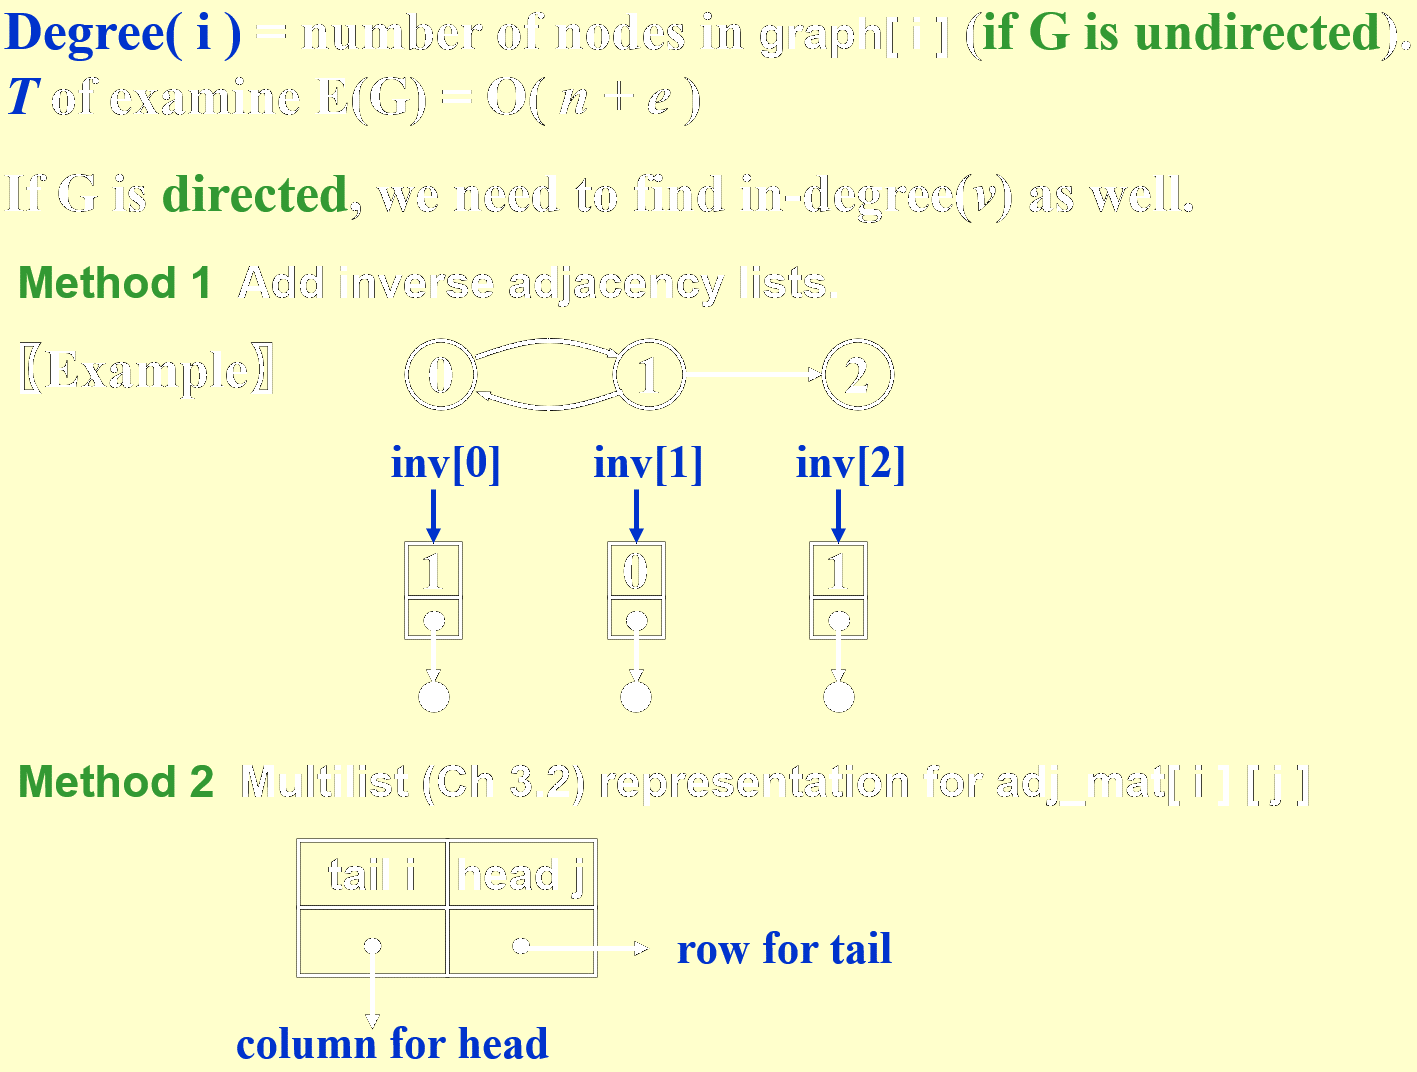 Degree( i ) = number of nodes in graph[ i ] (if G is undirected).
T of examine E(G) = O( n + e )
If G is directed, we need to find in-degree(v) as well.
Method 1 Add inverse adjacency lists.
〖Example〗
0 1 2
inv[0] inv[1] inv[2]
1 0 1
Method 2 Multilist (Ch 3.2) representation for adj_mat[ i ] [ j ]
tail i head j
row for tail
column for head